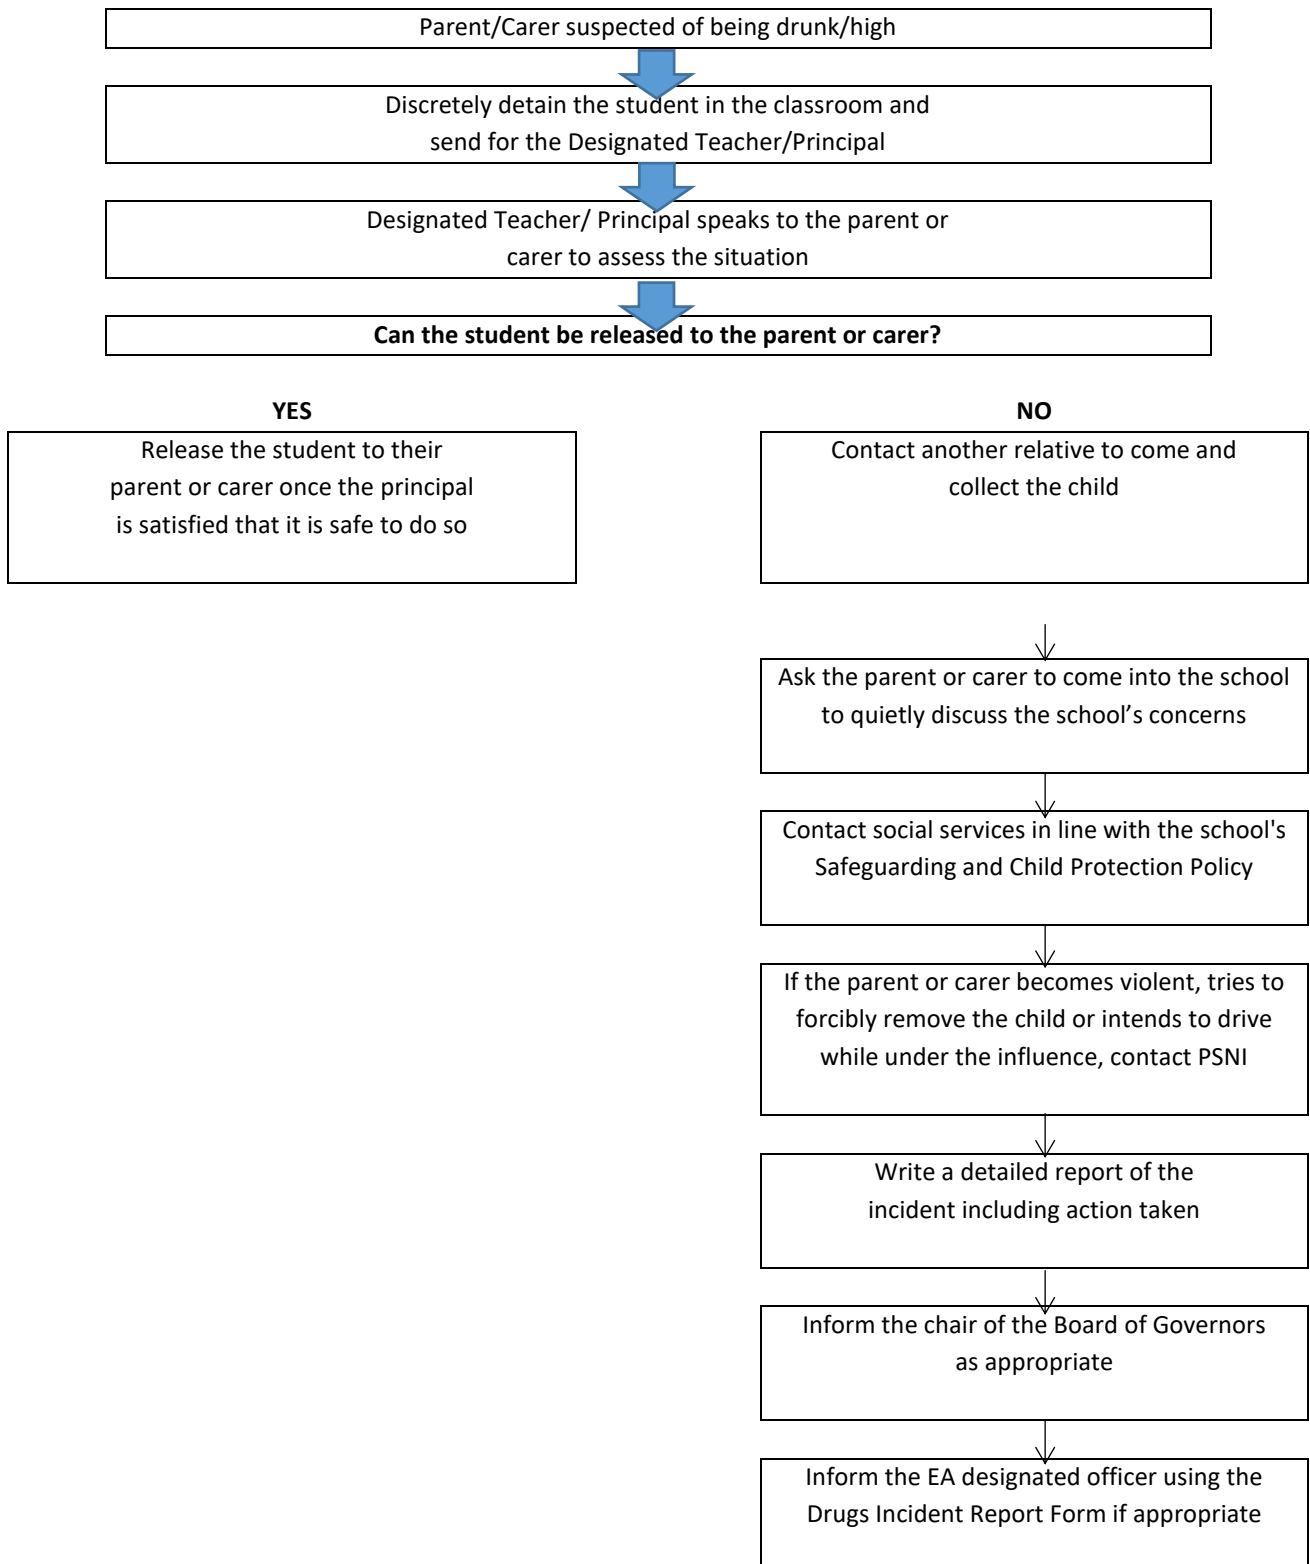 Parent/Carer suspected of being drunk/high
Discretely detain the student in the classroom and
send for the Designated Teacher/Principal
Designated Teacher/ Principal speaks to the parent or
carer to assess the situation
Can the student be released to the parent or carer?
YES
Release the student to their
parent or carer once the principal
is satisfied that it is safe to do so
NO
Contact another relative to come and
collect the child
Ask the parent or carer to come into the school
to quietly discuss the school’s concerns
Contact social services in line with the school's
Safeguarding and Child Protection Policy
If the parent or carer becomes violent, tries to
forcibly remove the child or intends to drive
while under the influence, contact PSNI
Write a detailed report of the
incident including action taken
Inform the chair of the Board of Governors
as appropriate
Inform the EA designated officer using the
Drugs Incident Report Form if appropriate